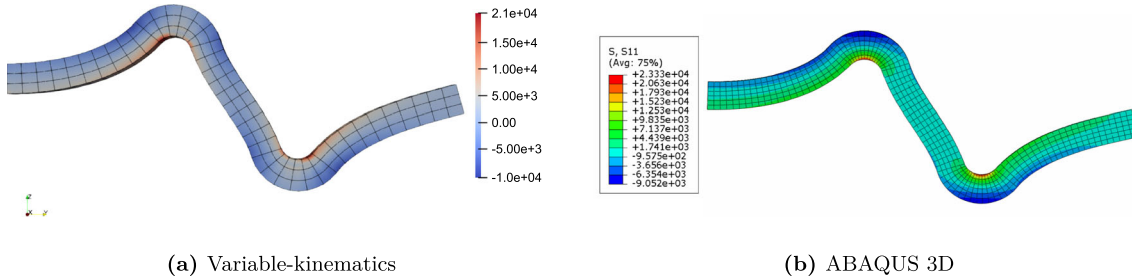 2.1e+04
1.50e+4
1.00e+4
5.00e+3
0.00
-5.00e+3
-1.0e+04
Z
X
Y
S, S11
(Avg: 75%)
+2.333e+04
+2.063e+04
+1.793e+04
+1.523e+04
+1.253e+04
+9.835e+03
+7.137e+03
+4.439e+03
+1.741e+03
-9.575e+02
-3.656e+03
-6.354e+03
-9.052e+03
(a) Variable-kinematics
(b) ABAQUS 3D